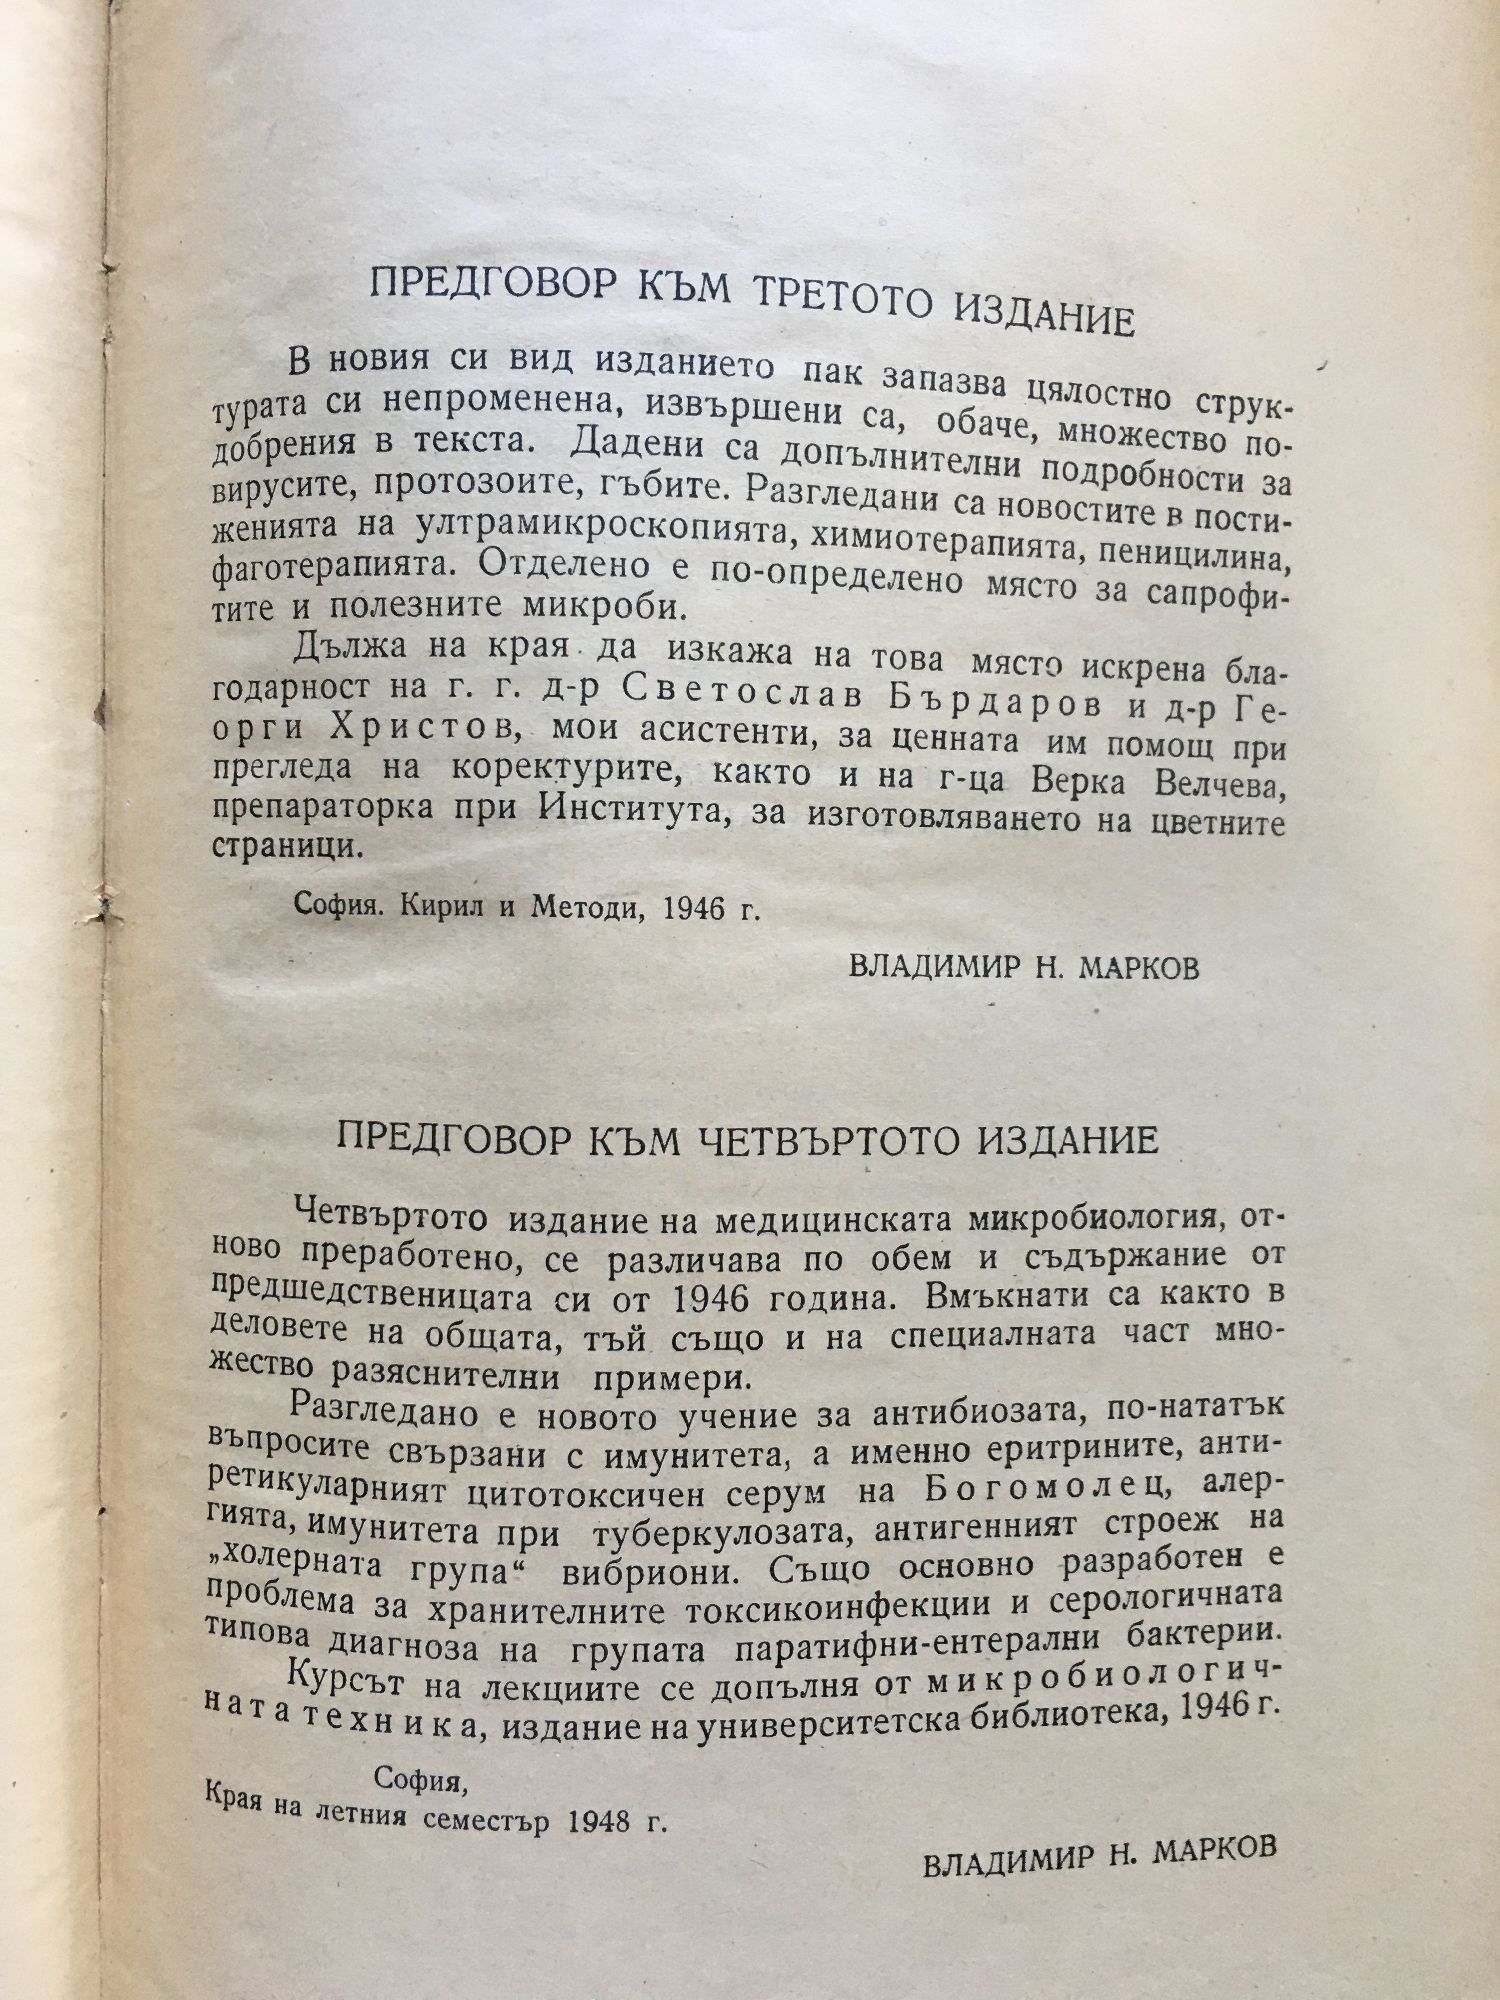 ПРЕДГОВОР КЪМ ТРЕТОТО ИЗДАНИЕ
В новия си вид изданието пак запазва цялостно струк-
турата си непроменена, извършени са, обаче, множество по-
добрения в текста. Дадени са допълнителни подробности за
вирусите, протозоите, гъбите. Разгледани са новостите в пости-
женията на ултрамикроскопията, химиотерапията, пеницилина,
фаготерапията. Отделено е по-определено място за сапрофи-
тите и полезните микроби.
Дължа на края да изкажа на това място искрена бла-
годарност на г. г. д-р Светослав Бърдаров и д-р Ге-
орги Христов, мои асистенти, за ценната им помощ при
прегледа на коректурите, както и на г-ца Верка Велчева,
препараторка при Института, за изготовляването на цветните
страници.
София. Кирил и Методи, 1946 г.
ВЛАДИМИР Н. МАРКОВ
ПРЕДГОВОР КЪМ ЧЕТВЪРТОТО ИЗДАНИЕ
Четвъртото издание на медицинската микробиология, от-
ново преработено, се различава по обем и съдържание от
предшедственицата си от 1946 година. Вмъкнати са както в
деловете на общата, тъй също и на специалната част мно-
жество разяснителни примери.
Разгледано е новото учение за антибиозата, по-нататък
въпросите свързани с имунитета, а именно еритрините, анти-
ретикуларният цитотоксичен серум на Богомолец, алер-
гията, имунитета при туберкулозата, антигенният строеж на
„холерната група“ вибриони. Също основно разработен е
проблема за хранителните токсикоинфекции и серологичната
типова диагноза на групата паратифни-ентерални бактерии.
Курсът на лекциите се допълня от микробиологич-
ната техника, издание на университетска библиотека, 1946 г.
София,
Края на летния семестър 1948 г.
ВЛАДИМИР Н. МАРКОВ